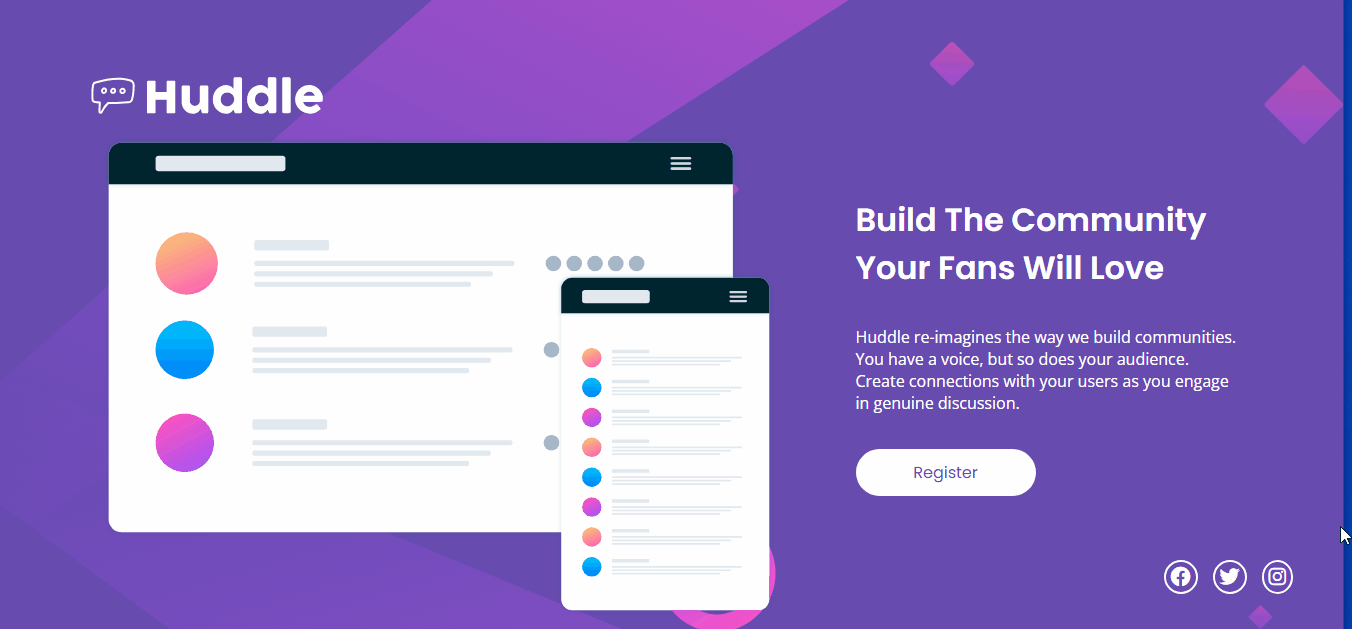 Huddle
Build The Community
Your Fans Will Love
Huddle re-imagines the way we build communities.
You have a voice, but so does your audience.
Create connections with your users as you engage
in genuine discussion.
Register